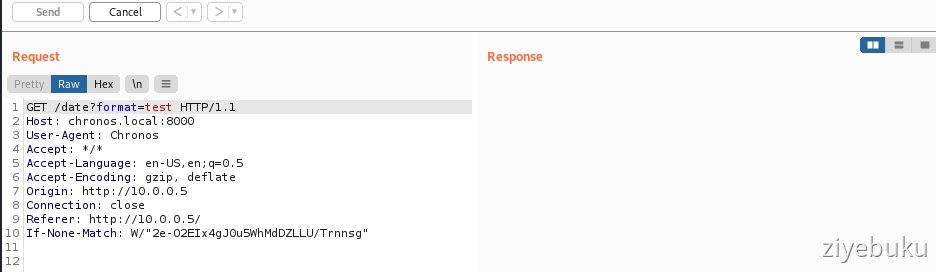 Send Cancel < ▾ > ▾
Request
Response
Pretty Raw Hex \n ≡
1 GET /date?format=test HTTP/1.1
2 Host: chronos.local:8000
3 User-Agent: Chronos
4 Accept: */*
5 Accept-Language: en-US,en;q=0.5
6 Accept-Encoding: gzip, deflate
7 Origin: http://10.0.0.5
8 Connection: close
9 Referer: http://10.0.0.5/
10 If-None-Match: W/"2e-O2EIx4gJOu5WhMdDZLLU/Trnnsg"
11
12
ziyebuku